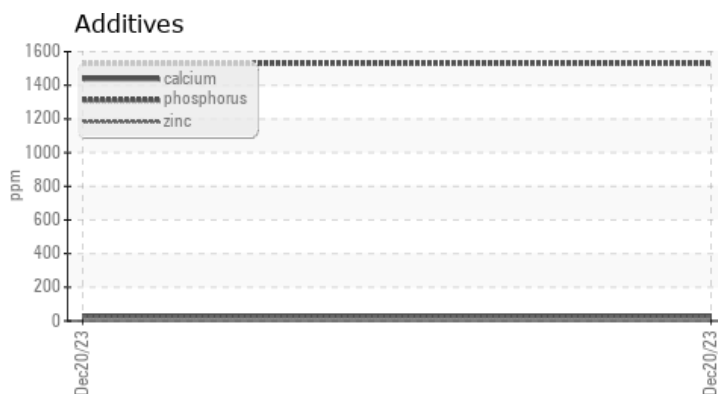 Additives
1600
1400
1200
1000
800
600
400
200
0
ppm
calcium
phosphorus
zinc
Dec20/23
Dec20/23